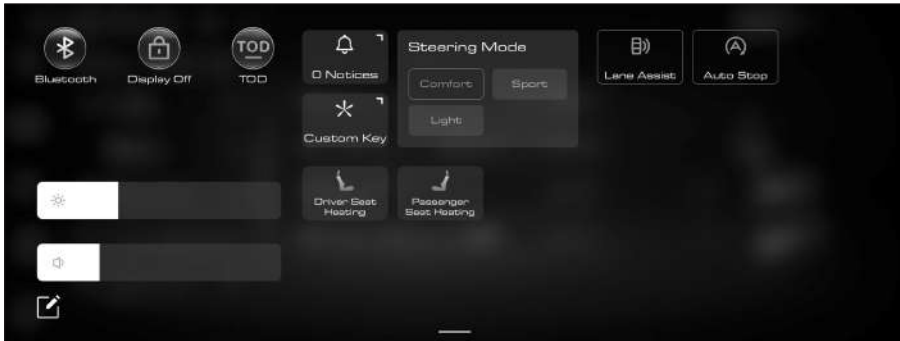 TOD
Bluetooth
Display Off
TOD
0 Notices
Custom Key
Steering Mode
Comfort
Sport
Light
Lane Assist
A
Auto Stop
Driver Seat
Heating
Passenger
Seat Heating